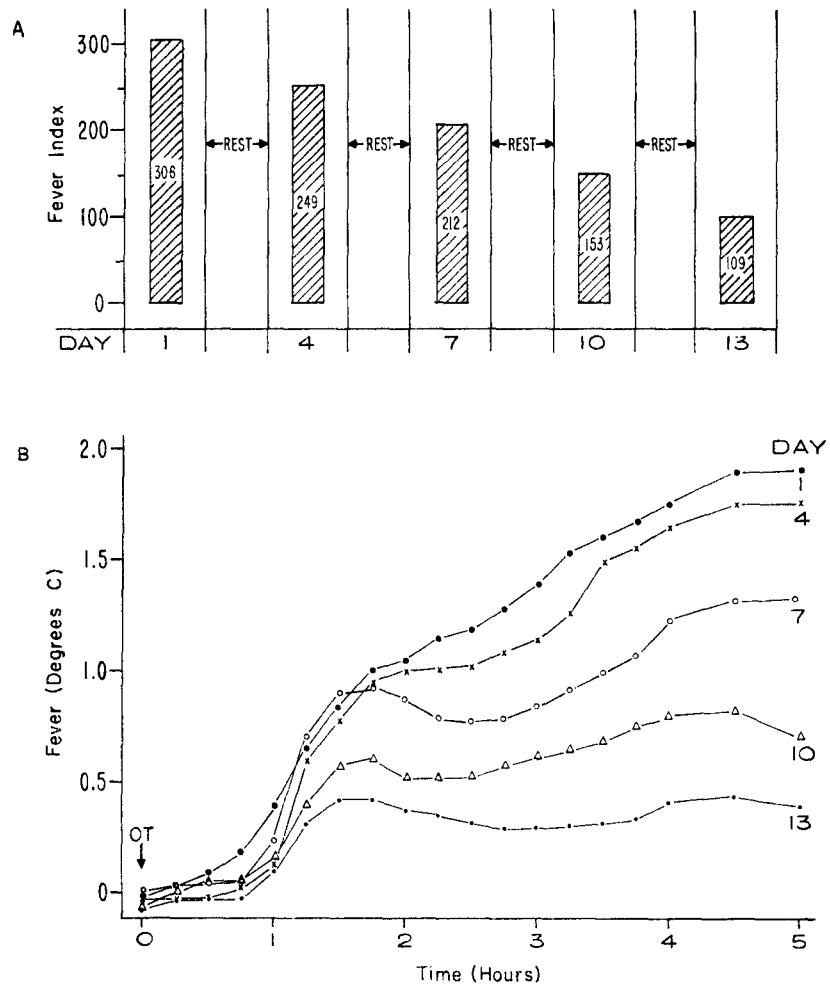 A
Fever Index
300
200
100
0
306
249
212
153
109
←REST→ ←REST→ ←REST→ ←REST→
DAY 1 4 7 10 13
B
Fever (Degrees C)
2.0
1.5
1.0
0.5
0
OT
DAY
1
4
7
10
13
0 1 2 3 4 5
Time (Hours)